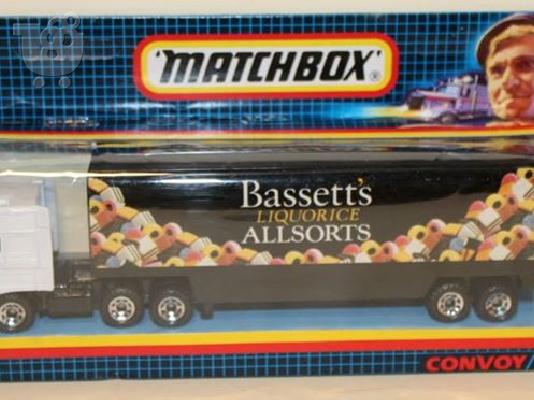 MATCHBOX®
Bassett's
LIQUORICE
ALLSORTS
CONVOY/